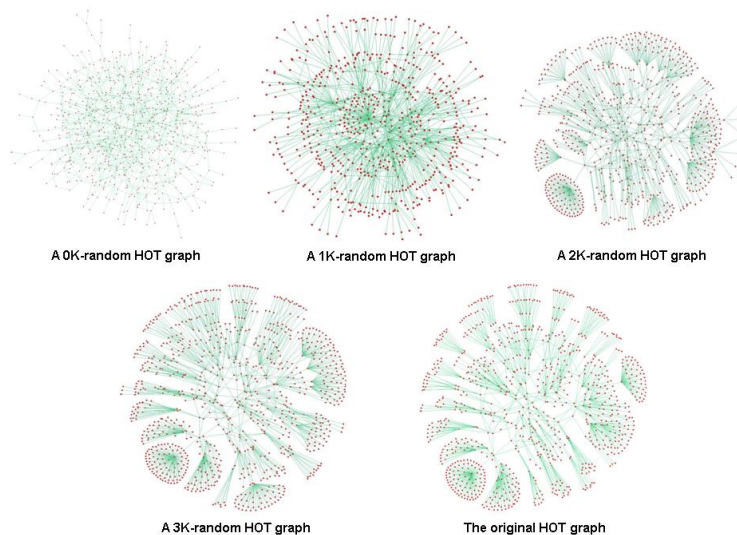 A 0K-random HOT graph
A 1K-random HOT graph
A 2K-random HOT graph
A 3K-random HOT graph
The original HOT graph